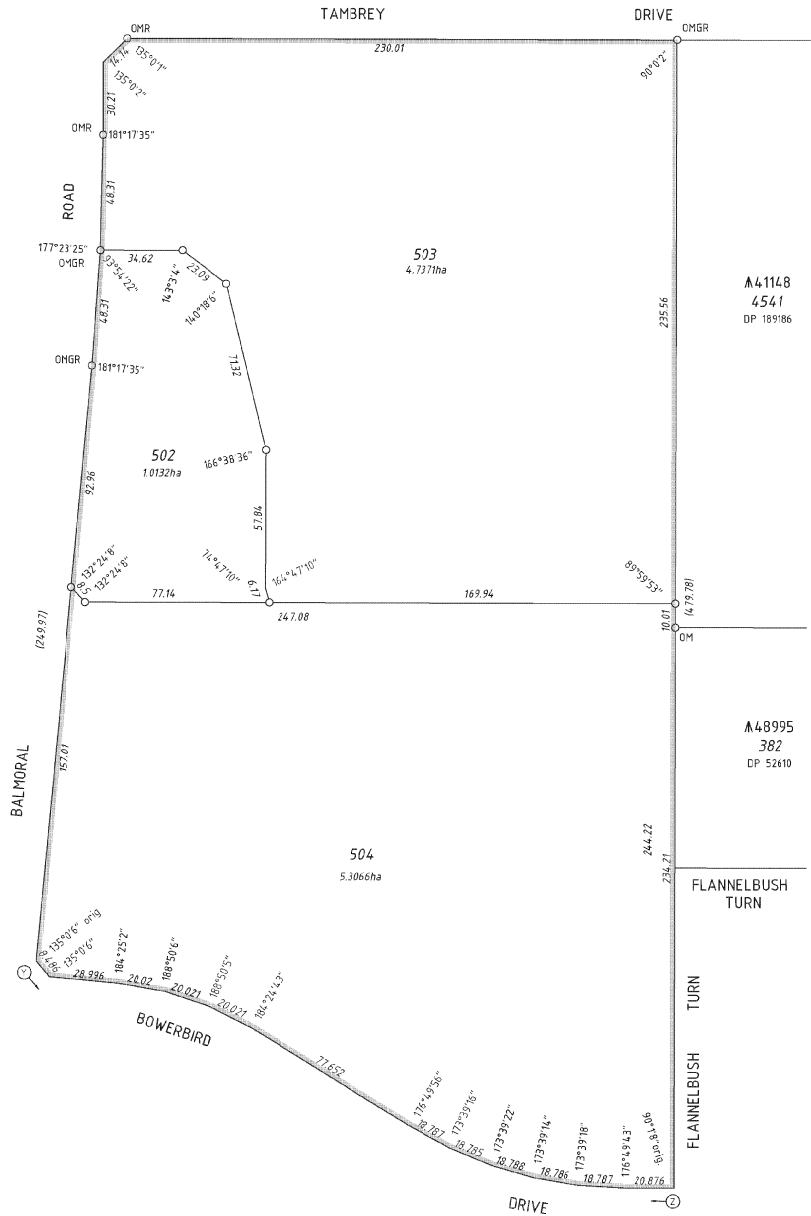 TAMBREY DRIVE
OMR
OMGR
230.01
14.14
135°0'1"
135°0'2"
90°0'2"
30.21
OMR
181°17'35"
48.31
ROAD
177°23'25"
OMGR
93°54'22"
34.62
143°3'4"
23.09
140°18'6"
503
4.7371ha
41148
4541
DP 189186
235.56
48.31
OMGR
181°17'35"
71.32
502
1.0132ha
166°38'36"
92.96
57.84
132°24'8"
8.5
132°24'8"
74°47'10"
6.17
164°47'10"
89°59'53"
77.14
169.94
247.08
(479.78)
10.01
OM
(249.97)
48995
382
DP 52610
157.01
BALMORAL
504
5.3066ha
244.22
234.21
FLANNELBUSH
TURN
135°0'6" orig
8.486
135°0'6"
Y
28.996
184°25'2"
20.02
188°50'6"
20.021
188°50'5"
20.021
184°24'43"
BOWERBIRD
77.652
TURN
FLANNELBUSH
176°49'56"
18.787
173°39'16"
18.785
173°39'22"
18.788
173°39'14"
18.786
173°39'18"
18.787
176°49'43"
20.876
90°1'8" orig.
DRIVE
Z